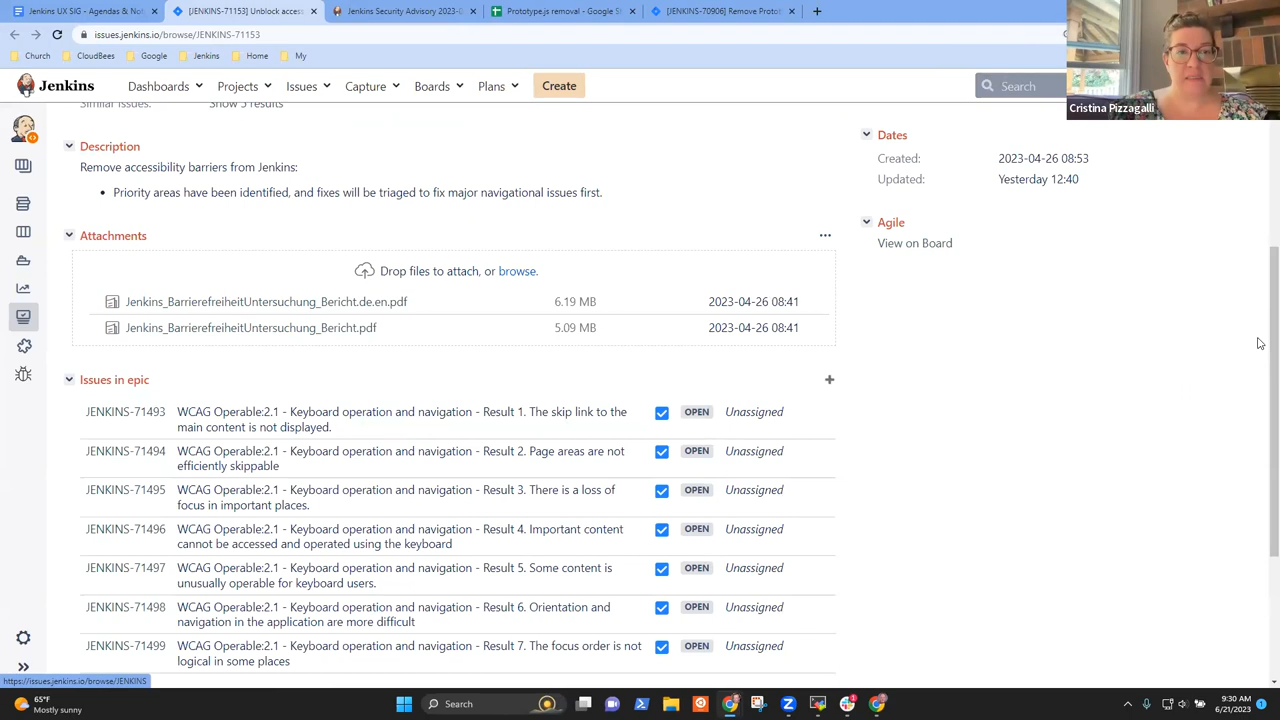 Jenkins UX SIG - Agendas & Not
[JENKINS-71153] Unblock acces
Jenkins Security Advisory 2023-0
Prototype.js removal - Google Sh
[JENKINS-70906] Remove Protot
issues.jenkins.io/browse/JENKINS-71153
Church
CloudBees
Google
Jenkins
Home
My
Jenkins
Dashboards
Projects
Issues
Capture
Boards
Plans
Create
Search
Cristina Pizzagalli
Similar Issues:
Show 5 results
Description
Remove accessibility barriers from Jenkins:
• Priority areas have been identified, and fixes will be triaged to fix major navigational issues first.
Attachments
Drop files to attach, or browse.
Jenkins_BarrierefreiheitUntersuchung_Bericht.de.en.pdf 6.19 MB 2023-04-26 08:41
Jenkins_BarrierefreiheitUntersuchung_Bericht.pdf 5.09 MB 2023-04-26 08:41
Issues in epic
JENKINS-71493 WCAG Operable:2.1 - Keyboard operation and navigation - Result 1. The skip link to the OPEN Unassigned
main content is not displayed.
JENKINS-71494 WCAG Operable:2.1 - Keyboard operation and navigation - Result 2. Page areas are not OPEN Unassigned
efficiently skippable
JENKINS-71495 WCAG Operable:2.1 - Keyboard operation and navigation - Result 3. There is a loss of OPEN Unassigned
focus in important places.
JENKINS-71496 WCAG Operable:2.1 - Keyboard operation and navigation - Result 4. Important content OPEN Unassigned
cannot be accessed and operated using the keyboard
JENKINS-71497 WCAG Operable:2.1 - Keyboard operation and navigation - Result 5. Some content is OPEN Unassigned
unusually operable for keyboard users.
JENKINS-71498 WCAG Operable:2.1 - Keyboard operation and navigation - Result 6. Orientation and OPEN Unassigned
navigation in the application are more difficult
JENKINS-71499 WCAG Operable:2.1 - Keyboard operation and navigation - Result 7. The focus order is not OPEN Unassigned
logical in some places
Dates
Created: 2023-04-26 08:53
Updated: Yesterday 12:40
Agile
View on Board
https://issues.jenkins.io/browse/JENKINS
65°F
Mostly sunny
Search
9:30 AM
6/21/2023